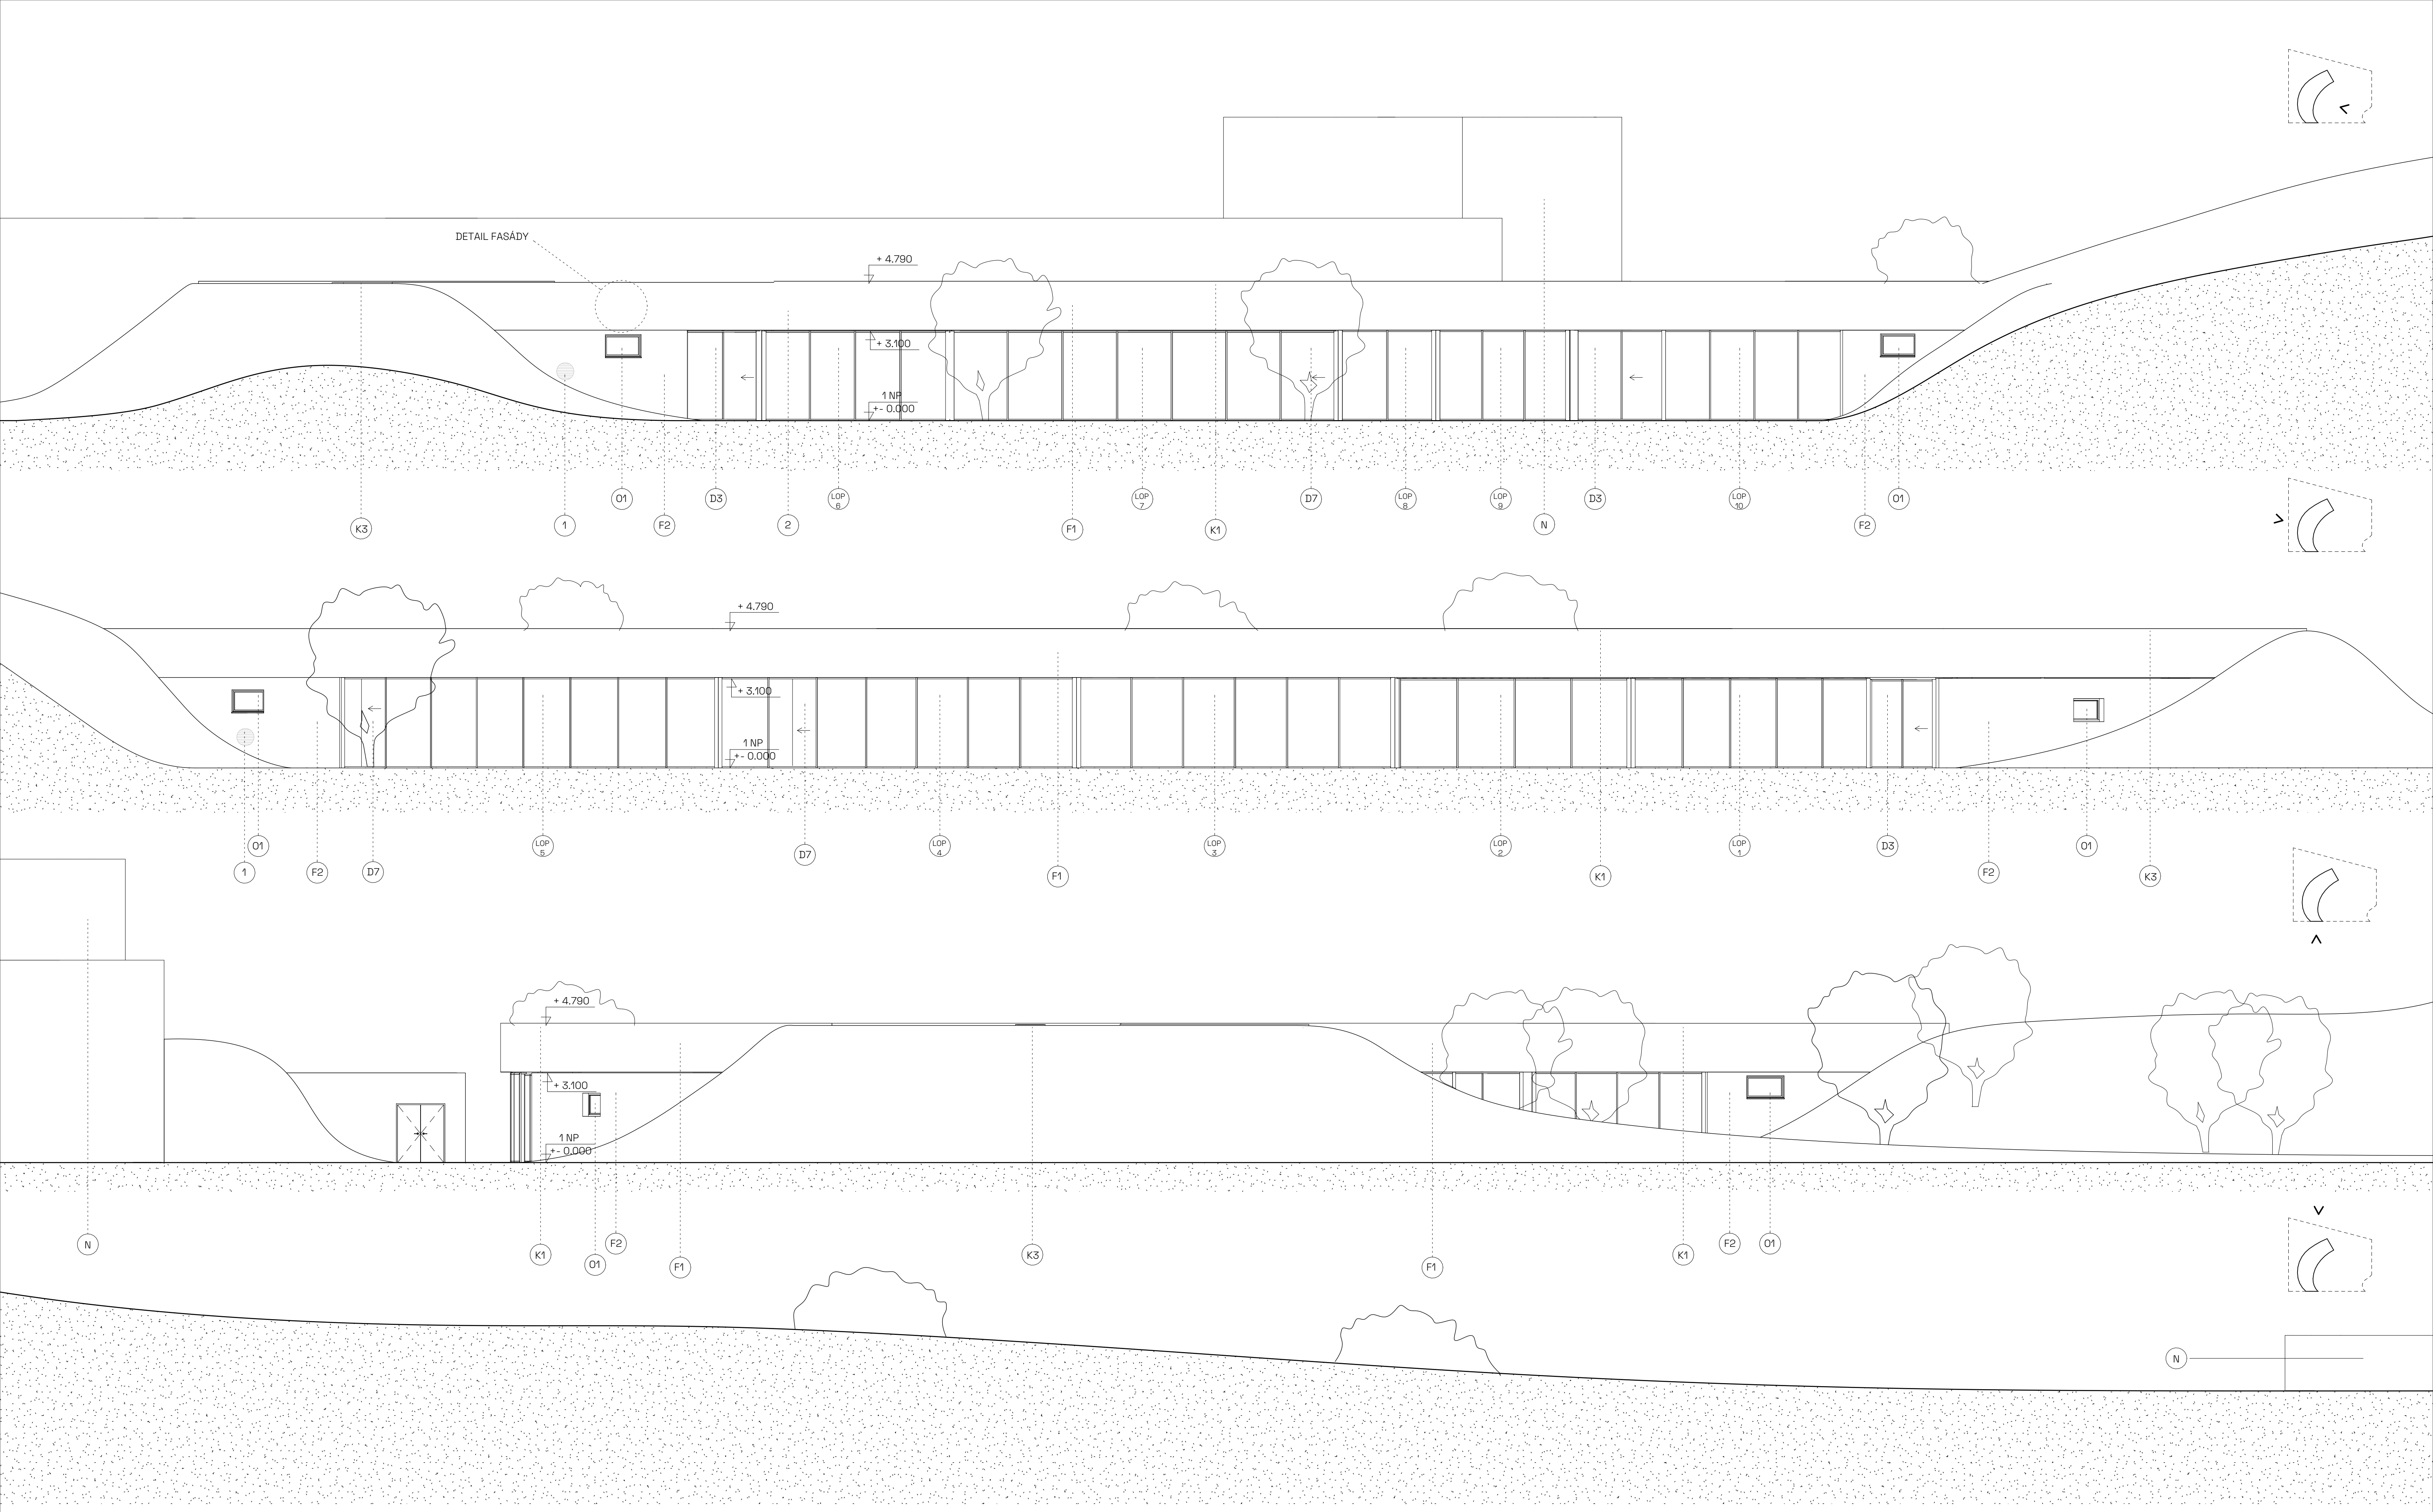 DETAIL FASÁDY
+ 4.790
+ 3.100
1 NP
+- 0.000
O1
D3
LOP
6
LOP
7
D7
LOP
8
LOP
9
D3
LOP
10
O1
K3
1
F2
2
F1
K1
N
F2
+ 4.790
+ 3.100
1 NP
+- 0.000
O1
LOP
5
D7
LOP
4
LOP
3
LOP
2
LOP
1
D3
O1
1
F2
D7
F1
K1
F2
K3
+ 4.790
+ 3.100
1 NP
+- 0.000
N
K1
O1
F2
F1
K3
F1
K1
F2
O1
N